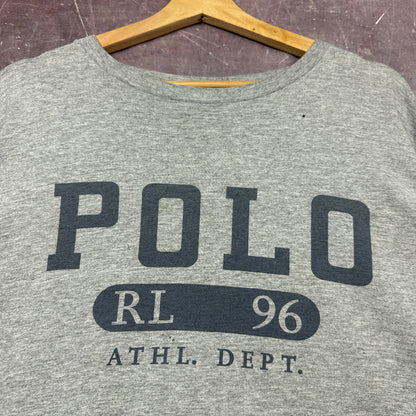 POLO
RL 96
ATHL. DEPT.